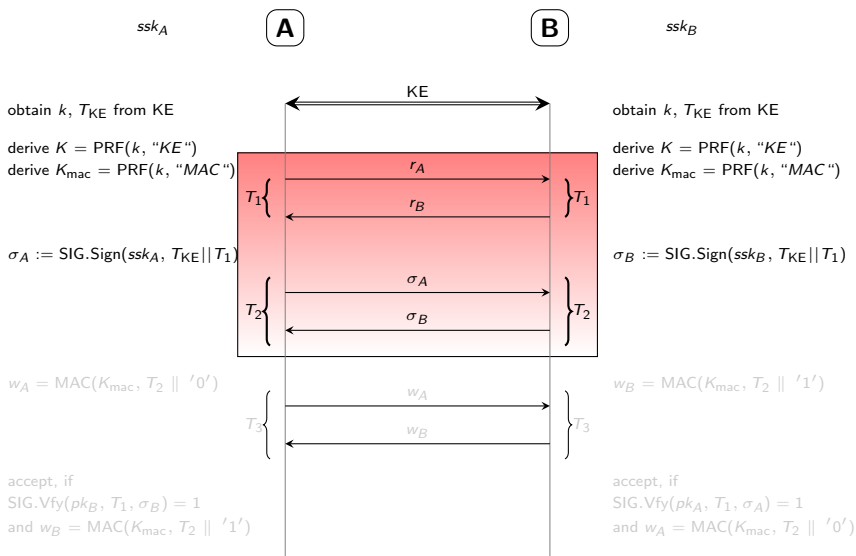 ssk_A A B ssk_B
KE
obtain k, T_KE from KE obtain k, T_KE from KE
derive K = PRF(k, “KE“) derive K = PRF(k, “KE“)
derive K_mac = PRF(k, “MAC“) derive K_mac = PRF(k, “MAC“)
r_A
T_1 T_1
r_B
σ_A := SIG.Sign(ssk_A, T_KE||T_1) σ_B := SIG.Sign(ssk_B, T_KE||T_1)
σ_A
T_2 T_2
σ_B
w_A = MAC(K_mac, T_2 ∥ ′0′) w_B = MAC(K_mac, T_2 ∥ ′1′)
w_A
T_3 T_3
w_B
accept, if accept, if
SIG.Vfy(pk_B, T_1, σ_B) = 1 SIG.Vfy(pk_A, T_1, σ_A) = 1
and w_B = MAC(K_mac, T_2 ∥ ′1′) and w_A = MAC(K_mac, T_2 ∥ ′0′)